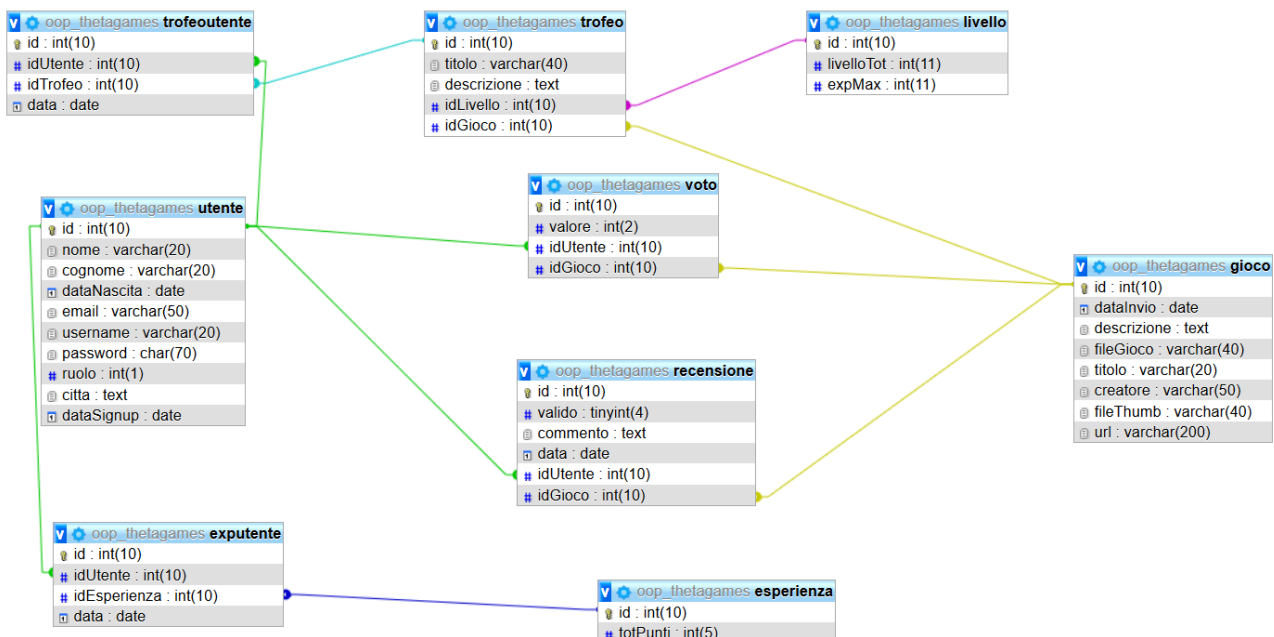 oop_thetagames trofeoutente
id : int(10)
idUtente : int(10)
idTrofeo : int(10)
data : date
oop_thetagames trofeo
id : int(10)
titolo : varchar(40)
descrizione : text
idLivello : int(10)
idGioco : int(10)
oop_thetagames livello
id : int(10)
livelloTot : int(11)
expMax : int(11)
oop_thetagames utente
id : int(10)
nome : varchar(20)
cognome : varchar(20)
dataNascita : date
email : varchar(50)
username : varchar(20)
password : char(70)
ruolo : int(1)
citta : text
dataSignup : date
oop_thetagames voto
id : int(10)
valore : int(2)
idUtente : int(10)
idGioco : int(10)
oop_thetagames gioco
id : int(10)
dataInvio : date
descrizione : text
fileGioco : varchar(40)
titolo : varchar(20)
creatore : varchar(50)
fileThumb : varchar(40)
url : varchar(200)
oop_thetagames recensione
id : int(10)
valido : tinyint(4)
commento : text
data : date
idUtente : int(10)
idGioco : int(10)
oop_thetagames exputente
id : int(10)
idUtente : int(10)
idEsperienza : int(10)
data : date
oop_thetagames esperienza
id : int(10)
totPunti : int(5)